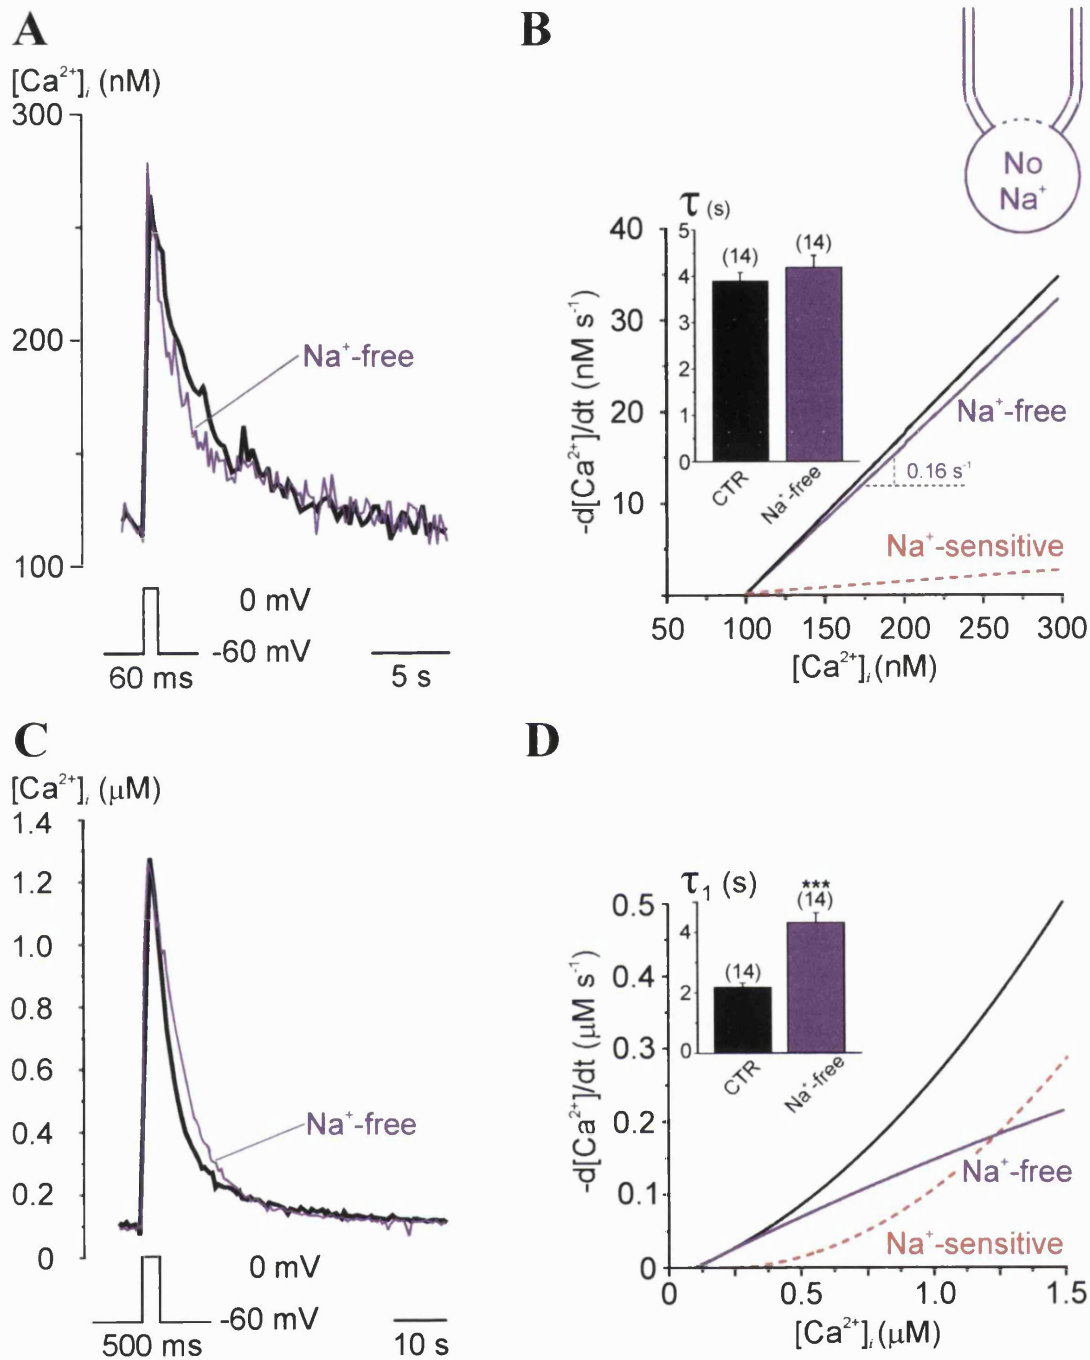 A
[Ca²⁺]ᵢ (nM)
300
200
100
Na⁺-free
0 mV
-60 mV
60 ms
5 s
B
No
Na⁺
-d[Ca²⁺]/dt (nM s⁻¹)
40
30
20
10
τ (s)
5
4
3
2
1
0
(14)
(14)
CTR
Na⁺-free
Na⁺-free
0.16 s⁻¹
Na⁺-sensitive
50
100
150
200
250
300
[Ca²⁺]ᵢ (nM)
C
[Ca²⁺]ᵢ (μM)
1.4
1.2
1.0
0.8
0.6
0.4
0.2
0
Na⁺-free
0 mV
-60 mV
500 ms
10 s
D
-d[Ca²⁺]/dt (μM s⁻¹)
0.5
0.4
0.3
0.2
0.1
0
τ₁ (s)
4
2
0
(14)
***
(14)
CTR
Na⁺-free
Na⁺-free
Na⁺-sensitive
0
0.5
1.0
1.5
[Ca²⁺]ᵢ (μM)